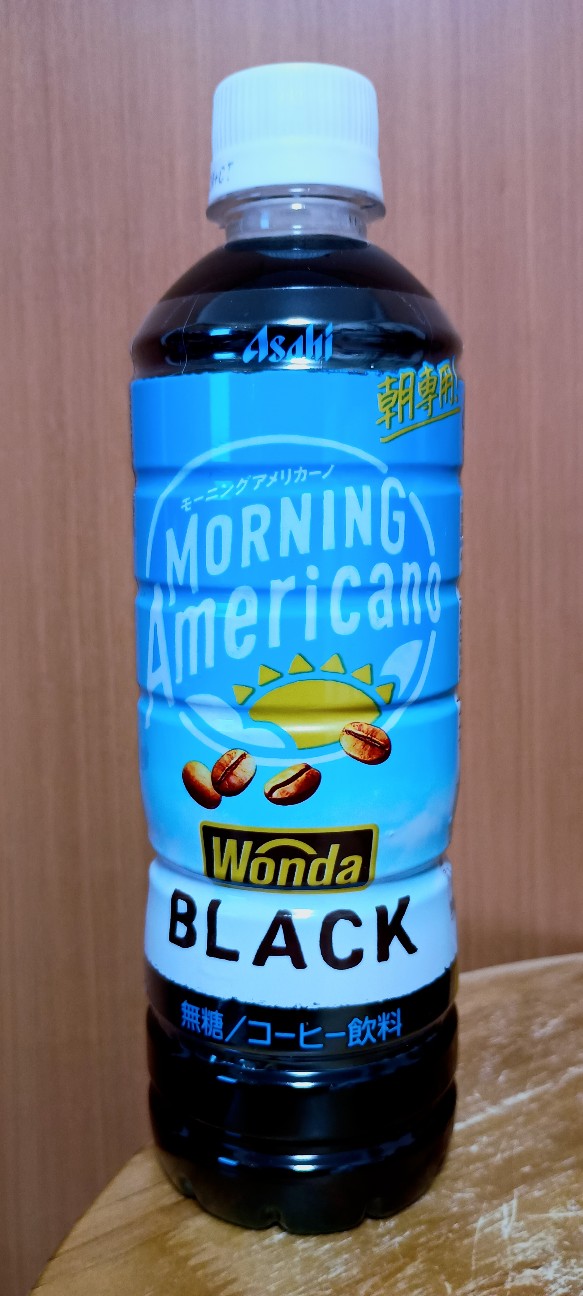 Asahi
朝専用!
モーニングアメリカーノ
MORNING
Americano
Wonda
BLACK
無糖/コーヒー飲料